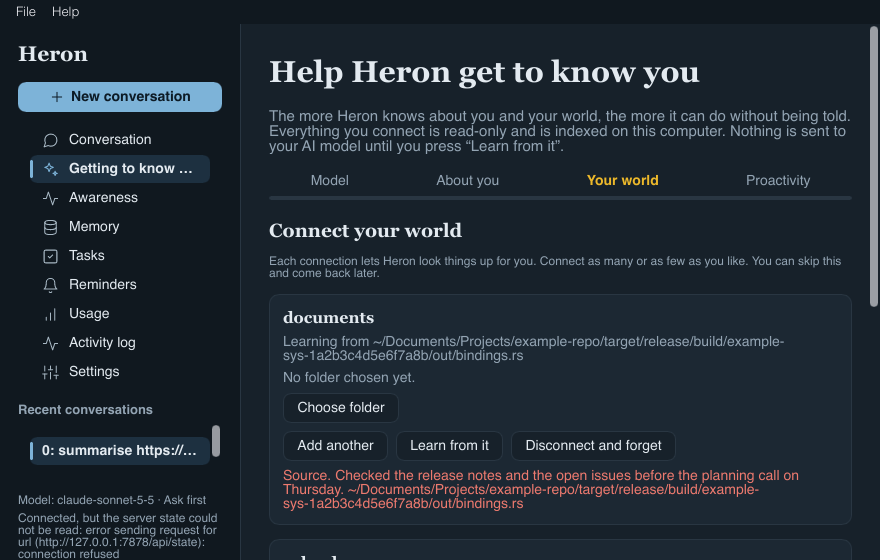 File Help
Heron
New conversation
Conversation
Getting to know ...
Awareness
Memory
Tasks
Reminders
Usage
Activity log
Settings
Recent conversations
0: summarise https://...
Model: claude-sonnet-5-5 · Ask first
Connected, but the server state could
not be read: error sending request for
url (http://127.0.0.1:7878/api/state):
connection refused
Help Heron get to know you
The more Heron knows about you and your world, the more it can do without being told.
Everything you connect is read-only and is indexed on this computer. Nothing is sent to
your AI model until you press “Learn from it”.
Model About you Your world Proactivity
Connect your world
Each connection lets Heron look things up for you. Connect as many or as few as you like. You can skip this
and come back later.
documents
Learning from ~/Documents/Projects/example-repo/target/release/build/example-
sys-1a2b3c4d5e6f7a8b/out/bindings.rs
No folder chosen yet.
Choose folder
Add another Learn from it Disconnect and forget
Source. Checked the release notes and the open issues before the planning call on
Thursday. ~/Documents/Projects/example-repo/target/release/build/example-
sys-1a2b3c4d5e6f7a8b/out/bindings.rs